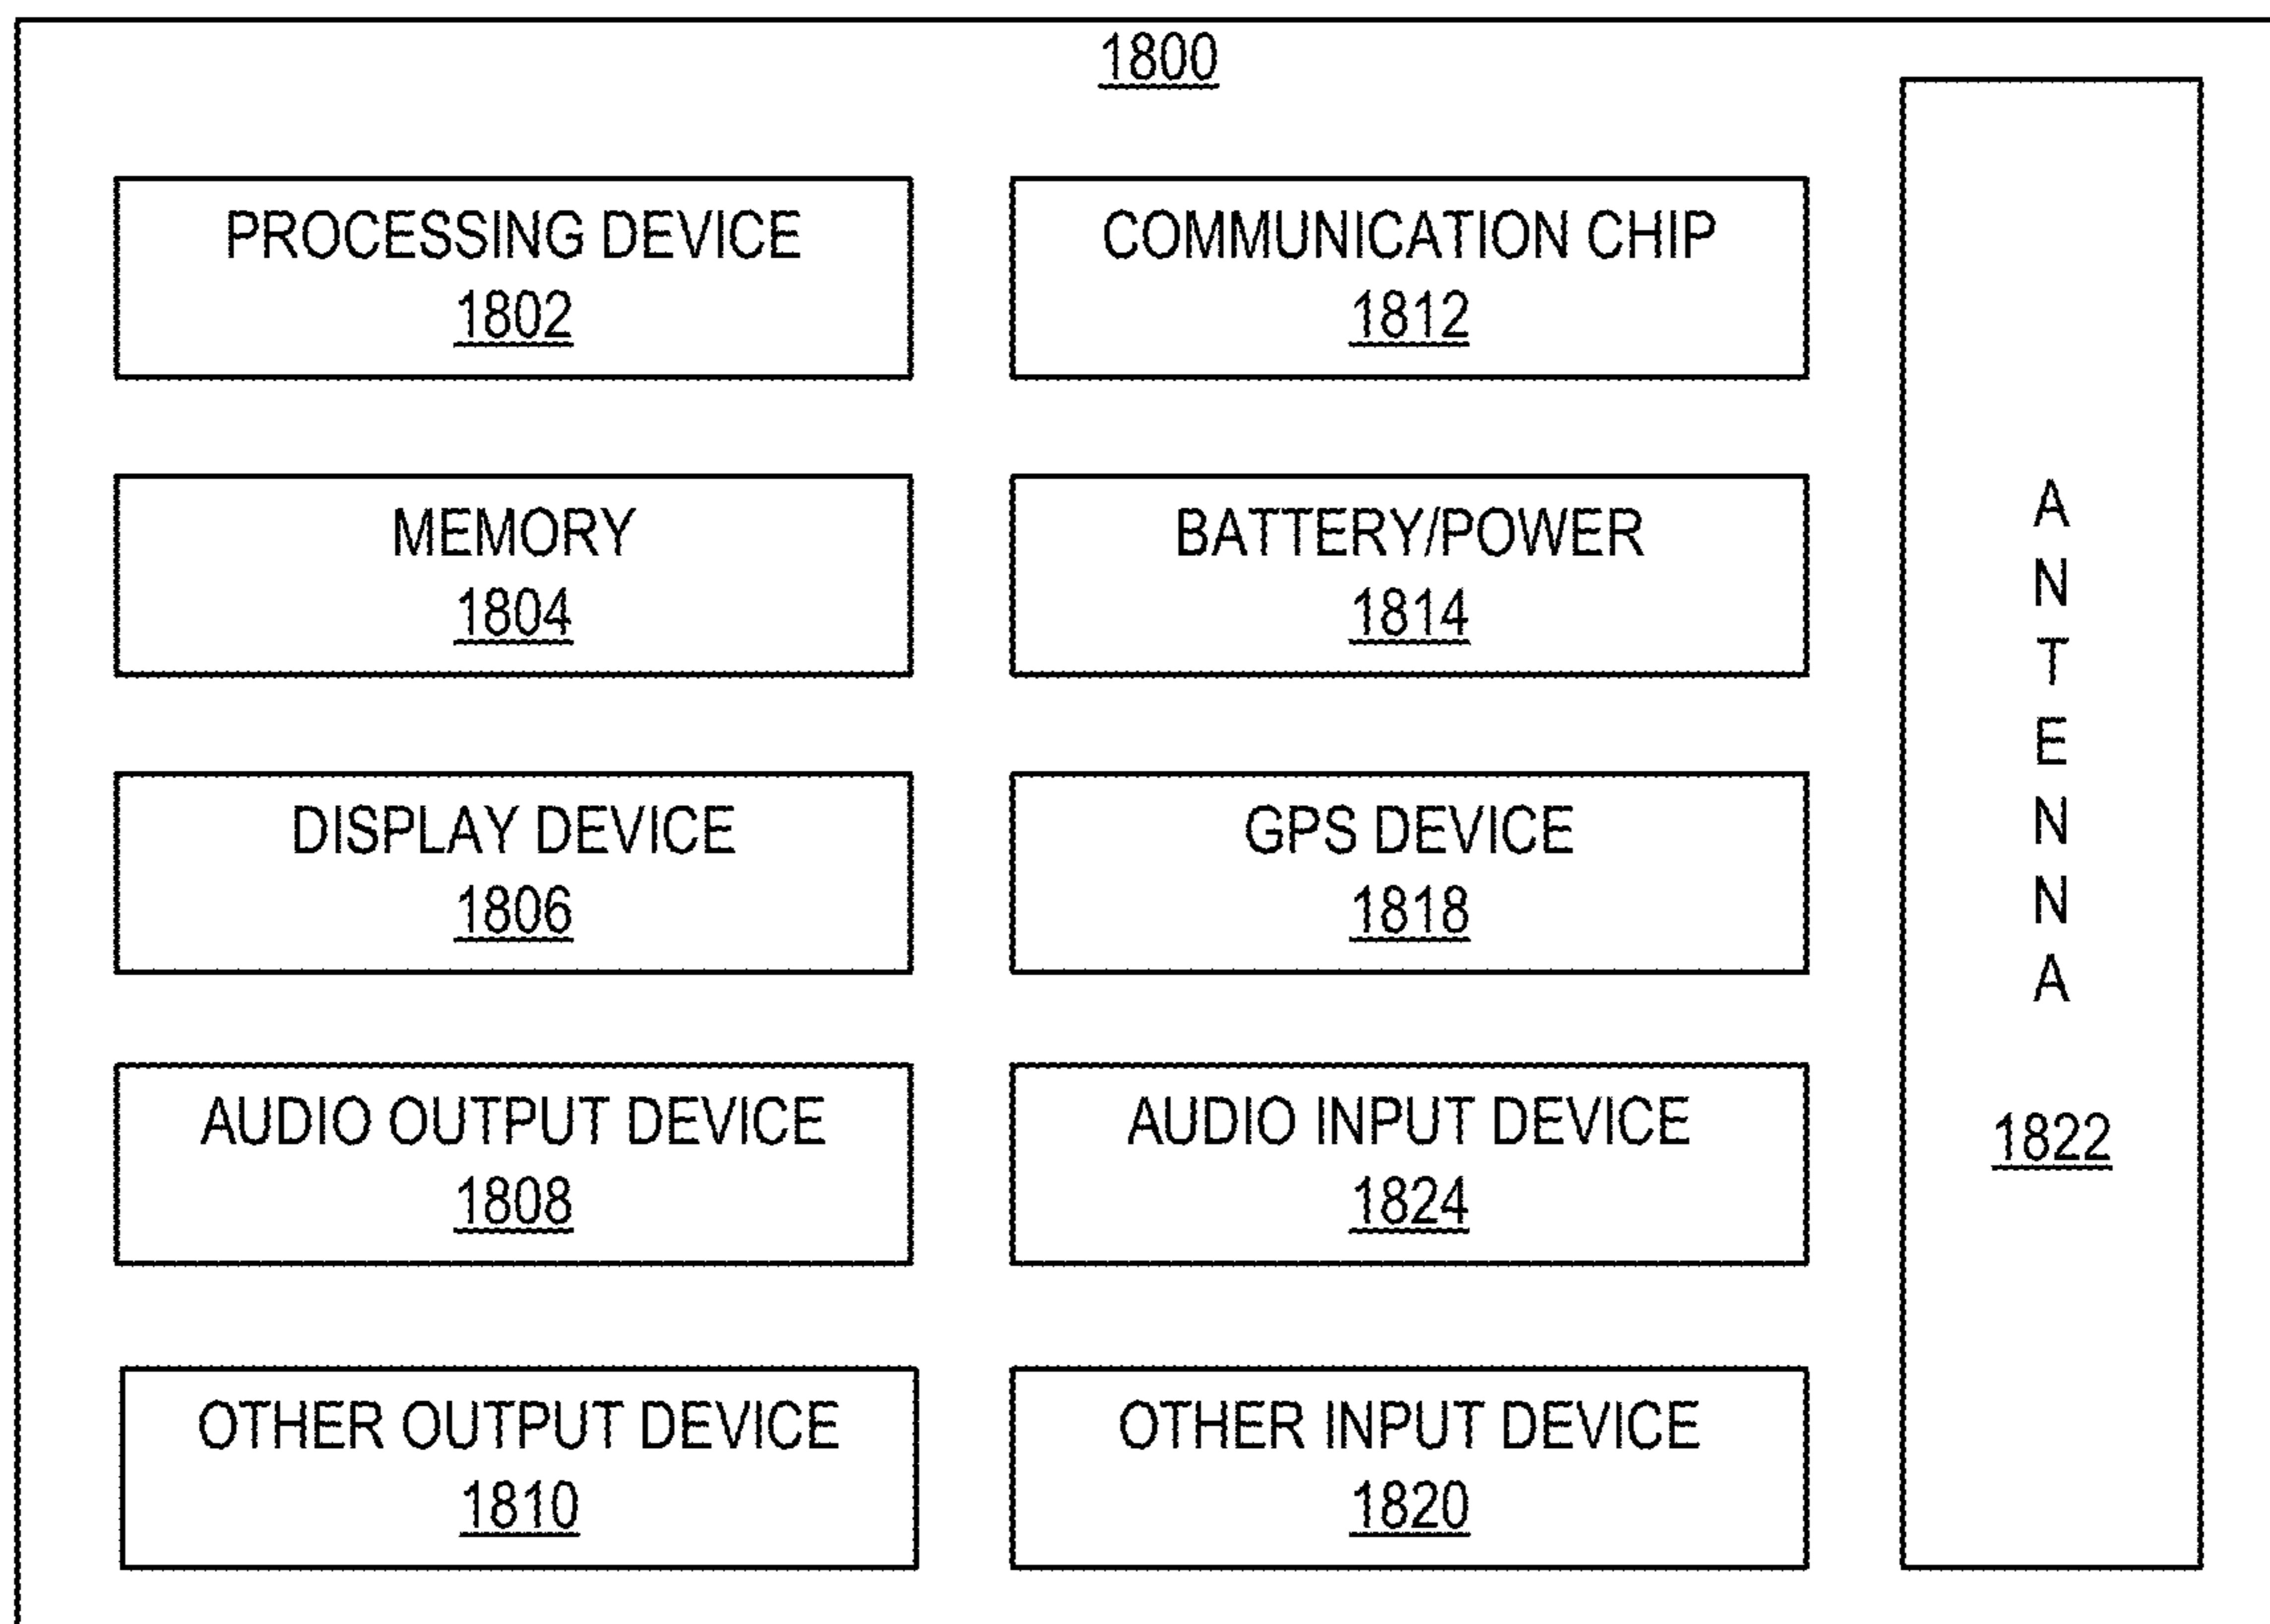 1800
PROCESSING DEVICE
1802
COMMUNICATION CHIP
1812
MEMORY
1804
BATTERY/POWER
1814
DISPLAY DEVICE
1806
GPS DEVICE
1818
AUDIO OUTPUT DEVICE
1808
AUDIO INPUT DEVICE
1824
OTHER OUTPUT DEVICE
1810
OTHER INPUT DEVICE
1820
A
N
T
E
N
N
A
1822